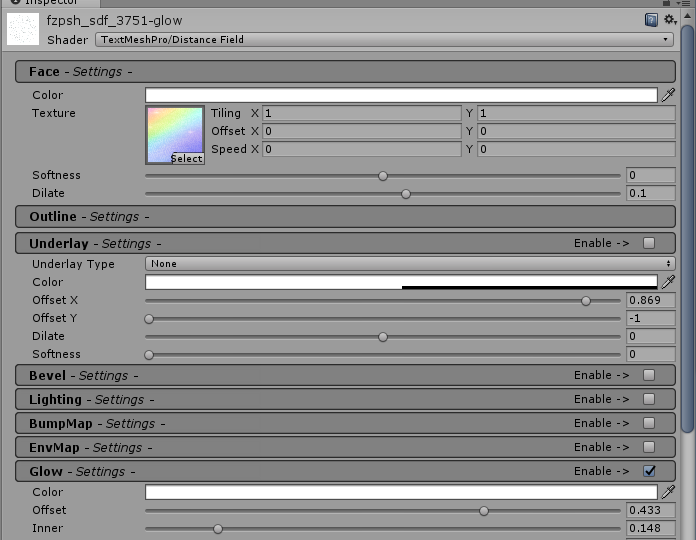 Inspector
fzpsh_sdf_3751-glow
Shader TextMeshPro/Distance Field
Face - Settings -
Color
Texture Select Tiling X 1 Y 1
Offset X 0 Y 0
Speed X 0 Y 0
Softness 0
Dilate 0.1
Outline - Settings -
Underlay - Settings - Enable ->
Underlay Type None
Color
Offset X 0.869
Offset Y -1
Dilate 0
Softness 0
Bevel - Settings - Enable ->
Lighting - Settings - Enable ->
BumpMap - Settings - Enable ->
EnvMap - Settings - Enable ->
Glow - Settings - Enable ->
Color
Offset 0.433
Inner 0.148